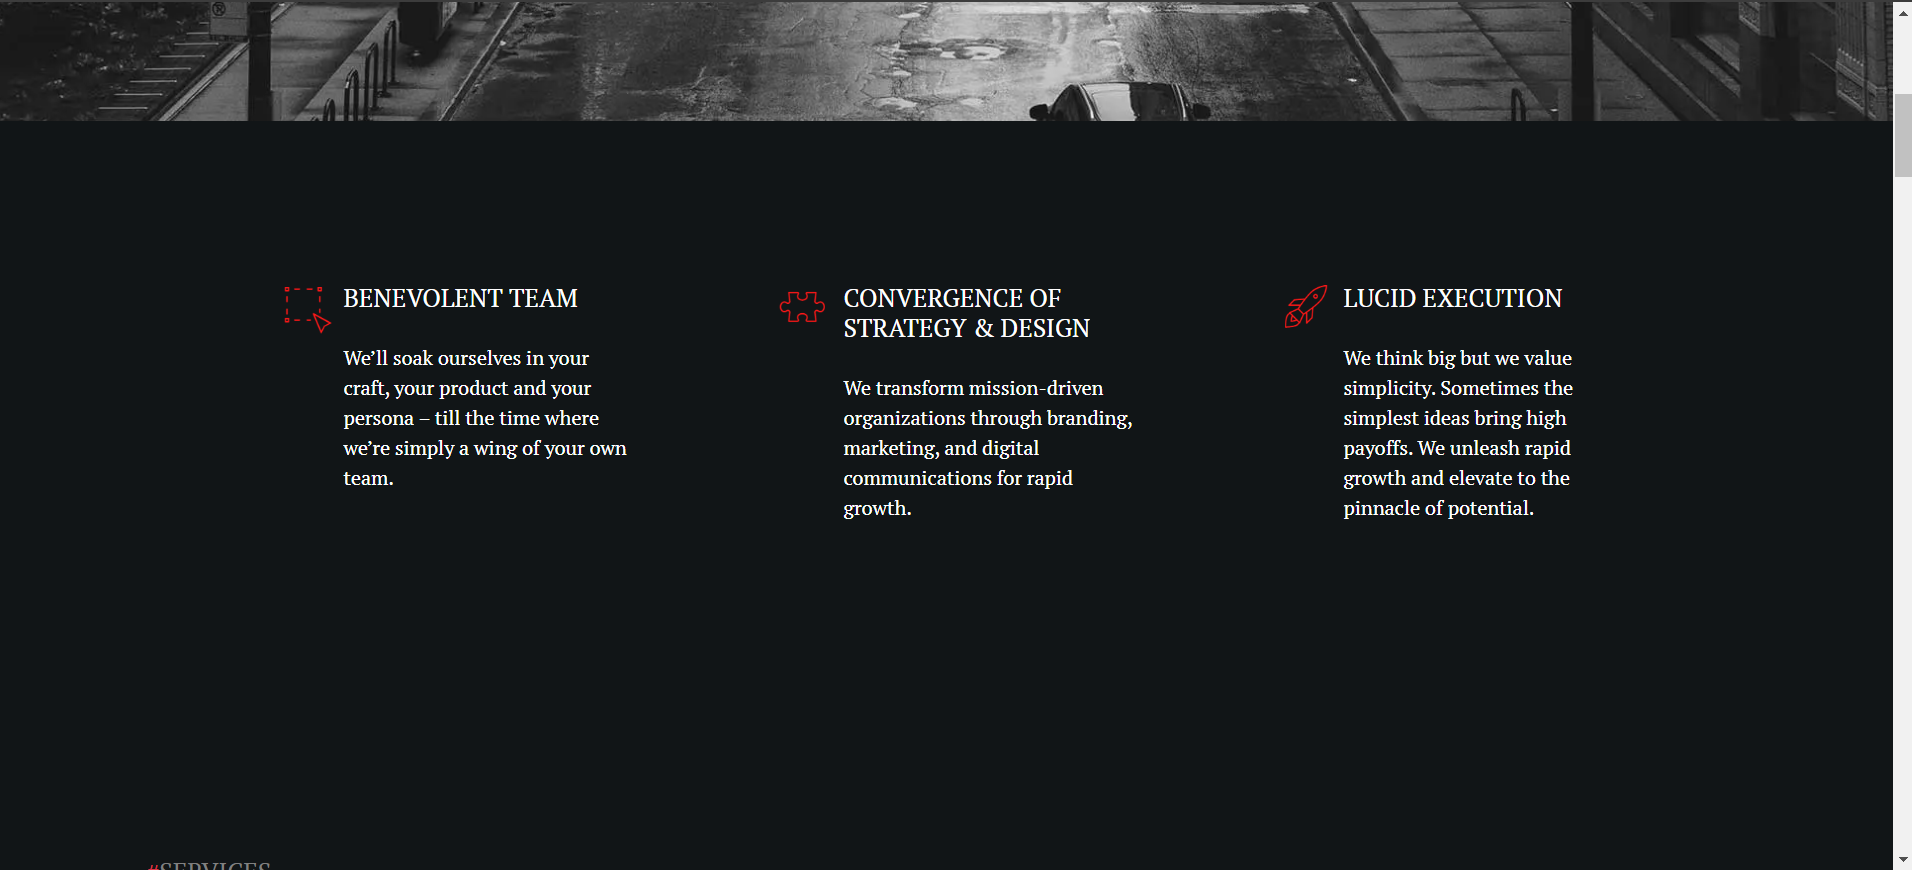 ®
BENEVOLENT TEAM
We’ll soak ourselves in your
craft, your product and your
persona – till the time where
we’re simply a wing of your own
team.
CONVERGENCE OF
STRATEGY & DESIGN
We transform mission-driven
organizations through branding,
marketing, and digital
communications for rapid
growth.
LUCID EXECUTION
We think big but we value
simplicity. Sometimes the
simplest ideas bring high
payoffs. We unleash rapid
growth and elevate to the
pinnacle of potential.
#SERVICES